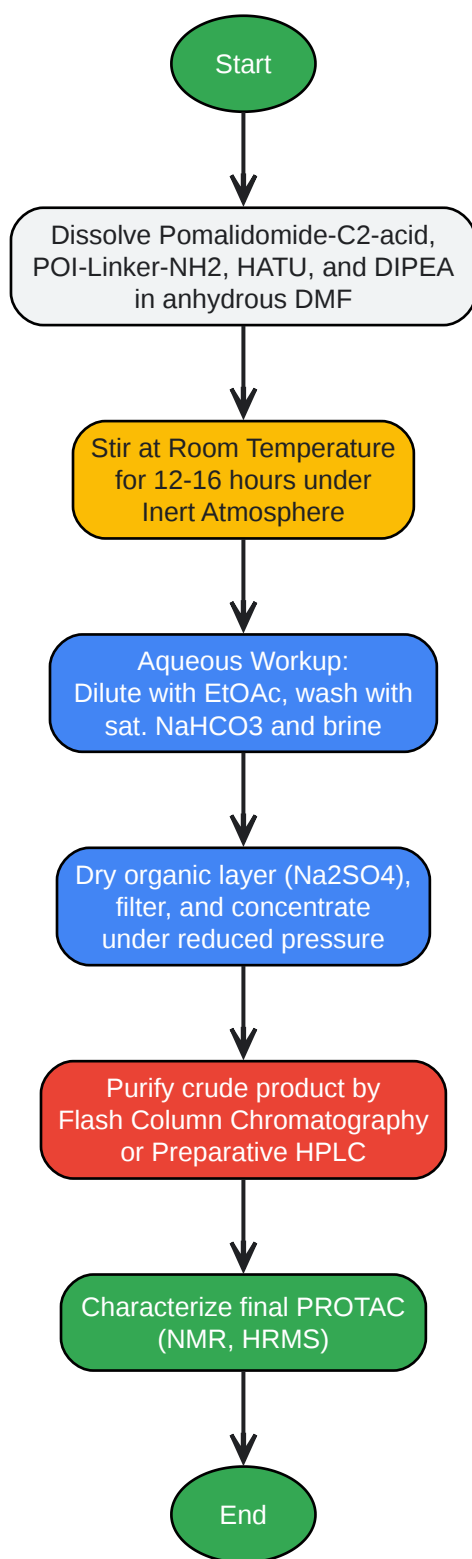 Start
Dissolve Pomalidomide-C2-acid,
POI-Linker-NH2, HATU, and DIPEA
in anhydrous DMF
Stir at Room Temperature
for 12-16 hours under
Inert Atmosphere
Aqueous Workup:
Dilute with EtOAc, wash with
sat. NaHCO3 and brine
Dry organic layer (Na2SO4),
filter, and concentrate
under reduced pressure
Purify crude product by
Flash Column Chromatography
or Preparative HPLC
Characterize final PROTAC
(NMR, HRMS)
End